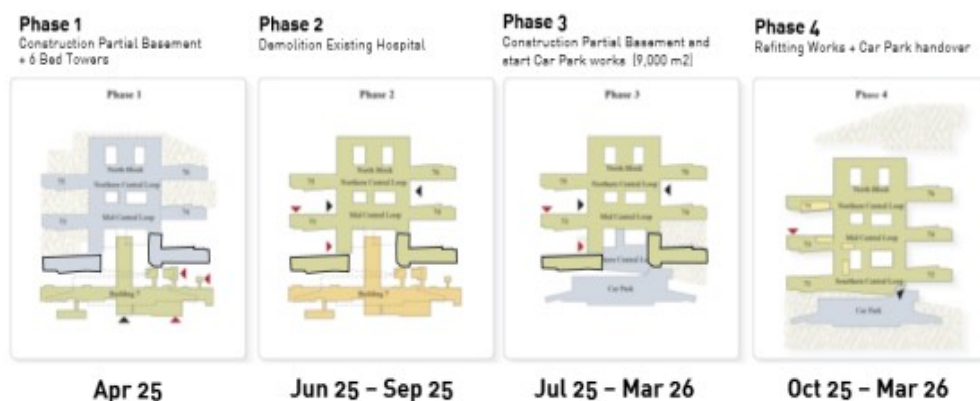 Phase 1
Construction Partial Basement
+ 6 Bed Towers
Phase 2
Demolition Existing Hospital
Phase 3
Construction Partial Basement and
start Car Park works (9,000 m2)
Phase 4
Refitting Works + Car Park handover
Phase 1
North Block
Northern Central Loop
Mid Central Loop
Building 7
Phase 2
North Block
Northern Central Loop
Mid Central Loop
Building 7
Phase 3
North Block
Northern Central Loop
Mid Central Loop
Car Park
Phase 4
North Block
Northern Central Loop
Mid Central Loop
Southern Central Loop
Car Park
Apr 25
Jun 25 – Sep 25
Jul 25 – Mar 26
Oct 25 – Mar 26